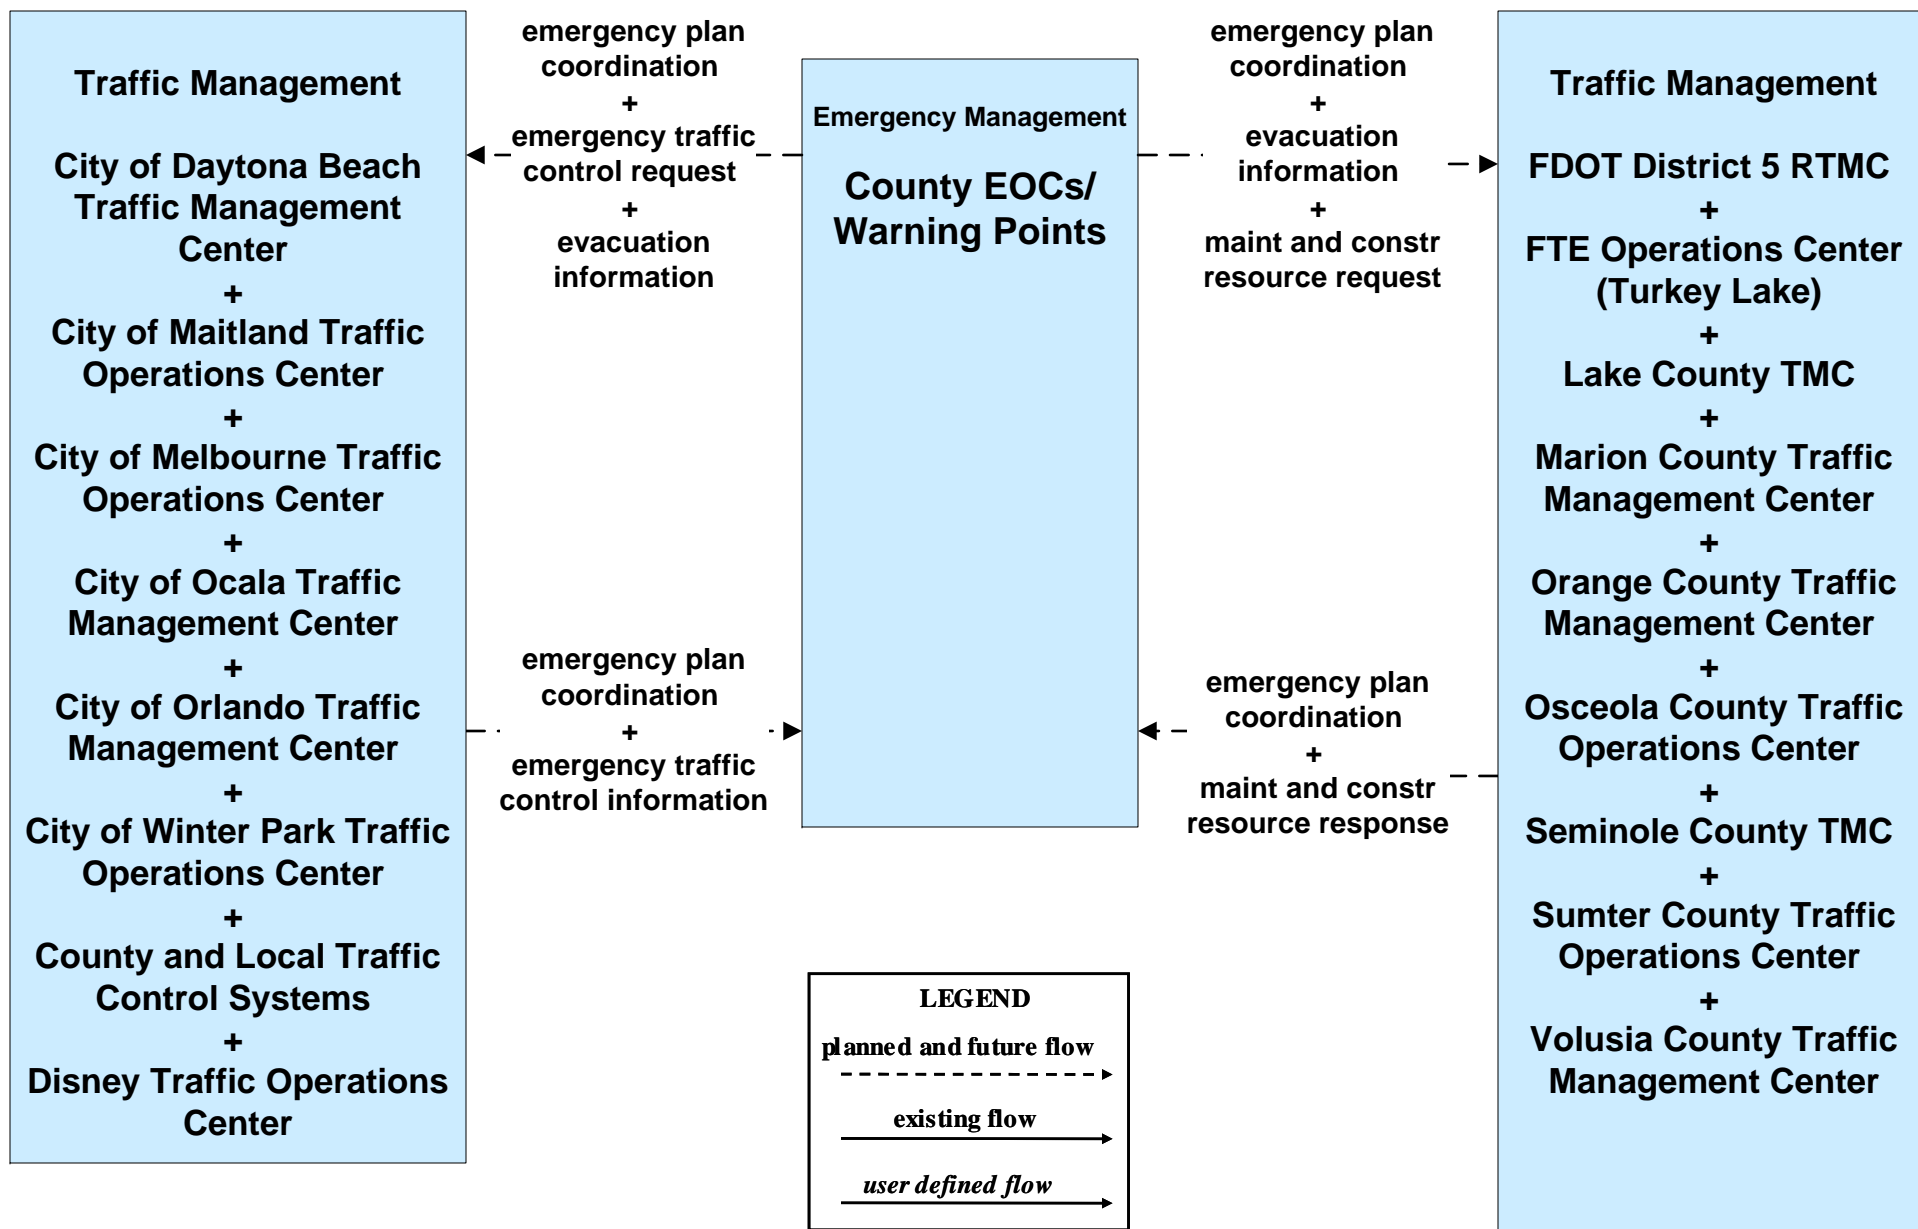 Traffic Management
City of Daytona Beach
Traffic Management
Center
+
City of Maitland Traffic
Operations Center
+
City of Melbourne Traffic
Operations Center
+
City of Ocala Traffic
Management Center
+
City of Orlando Traffic
Management Center
+
City of Winter Park Traffic
Operations Center
+
County and Local Traffic
Control Systems
+
Disney Traffic Operations
Center
emergency plan
coordination
+
emergency traffic
control request
+
evacuation
information
emergency plan
coordination
+
emergency traffic
control information
Emergency Management
County EOCs/
Warning Points
emergency plan
coordination
+
evacuation
information
+
maint and constr
resource request
emergency plan
coordination
+
maint and constr
resource response
Traffic Management
FDOT District 5 RTMC
+
FTE Operations Center
(Turkey Lake)
+
Lake County TMC
+
Marion County Traffic
Management Center
+
Orange County Traffic
Management Center
+
Osceola County Traffic
Operations Center
+
Seminole County TMC
+
Sumter County Traffic
Operations Center
+
Volusia County Traffic
Management Center
LEGEND
planned and future flow
existing flow
user defined flow